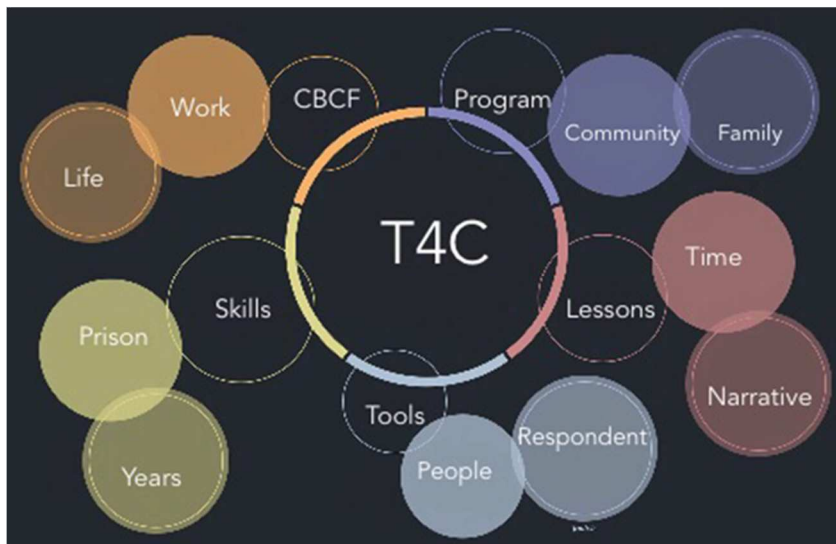 CBCF
Work
Life
Program
Community
Family
T4C
Time
Lessons
Narrative
Skills
Prison
Years
Tools
People
Respondent